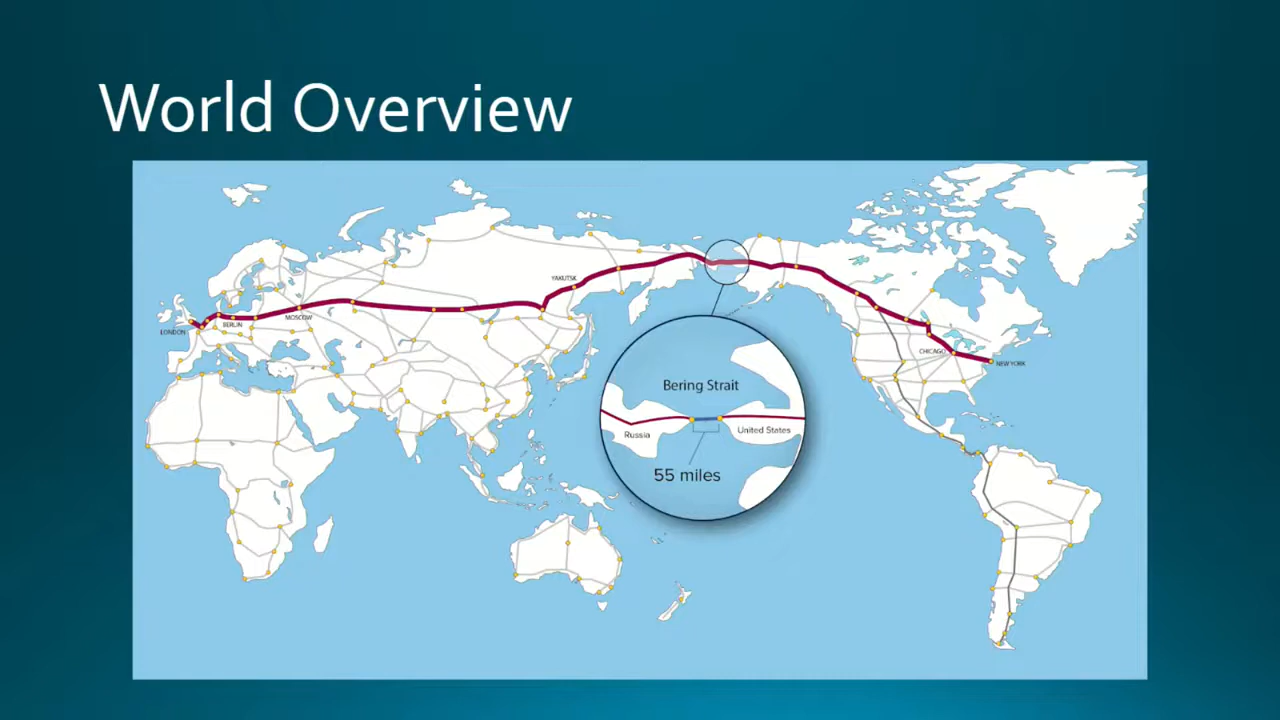 World Overview
YAKUTSK
LONDON
BERLIN
MOSCOW
CHICAGO
NEW YORK
Bering Strait
Russia
United States
55 miles